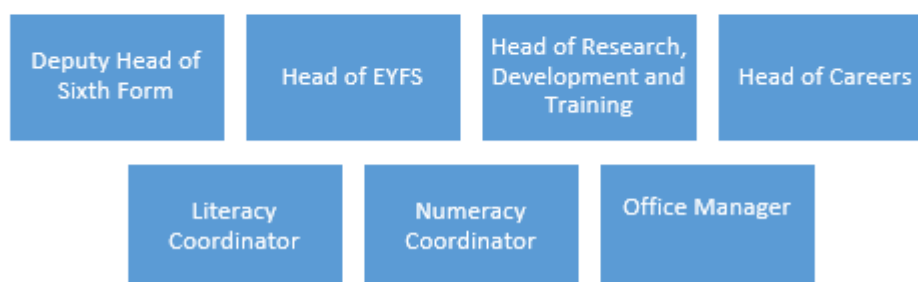 Deputy Head of
Sixth Form
Head of EYFS
Head of Research,
Development and
Training
Head of Careers
Literacy
Coordinator
Numeracy
Coordinator
Office Manager